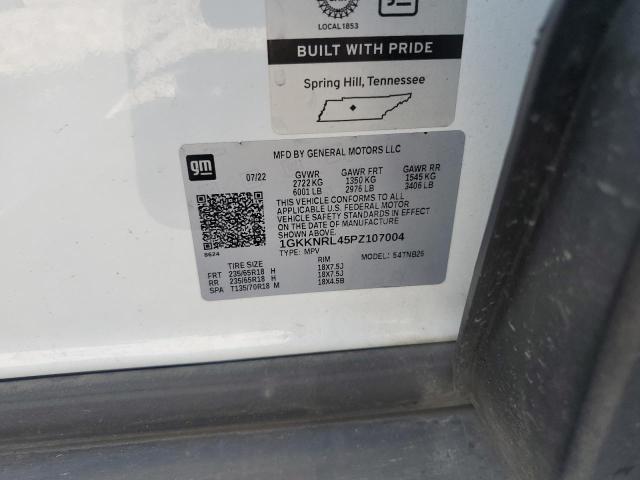 LOCAL 1853
gm
BUILT WITH PRIDE
Spring Hill, Tennessee
gm
MFD BY GENERAL MOTORS LLC
07/22 GVWR GAWR FRT GAWR RR
2722 KG 1350 KG 1545 KG
6001 LB 2976 LB 3406 LB
THIS VEHICLE CONFORMS TO ALL
APPLICABLE U.S. FEDERAL MOTOR
VEHICLE SAFETY STANDARDS IN
EFFECT ON THE DATE OF MANUFACTURE
SHOWN ABOVE.
1GKKNRL45PZ107004
TYPE: MPV MODEL: 54TNB26
S624
TIRE SIZE RIM
FRT 235/65R18 H 18X7.5J
RR 235/65R18 H 18X7.5J
SPA T135/70R18 M 18X4.5B